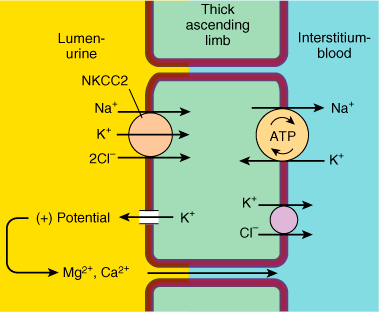 Thick
ascending
limb
Lumen-
urine
Interstitium-
blood
NKCC2
Na⁺
K⁺
2Cl⁻
Na⁺
ATP
K⁺
(+) Potential
K⁺
K⁺
Cl⁻
Mg²⁺, Ca²⁺